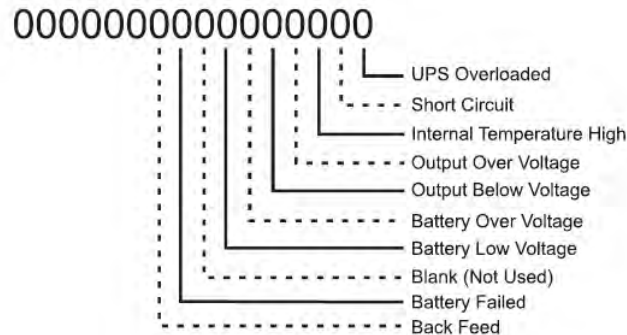 0000000000000000
UPS Overloaded
Short Circuit
Internal Temperature High
Output Over Voltage
Output Below Voltage
Battery Over Voltage
Battery Low Voltage
Blank (Not Used)
Battery Failed
Back Feed